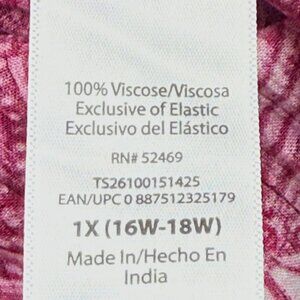 100% Viscose/Viscosa
Exclusive of Elastic
Exclusivo del Elástico
RN# 52469
TS26100151425
EAN/UPC 0 887512325179
1X (16W-18W)
Made In/Hecho En
India